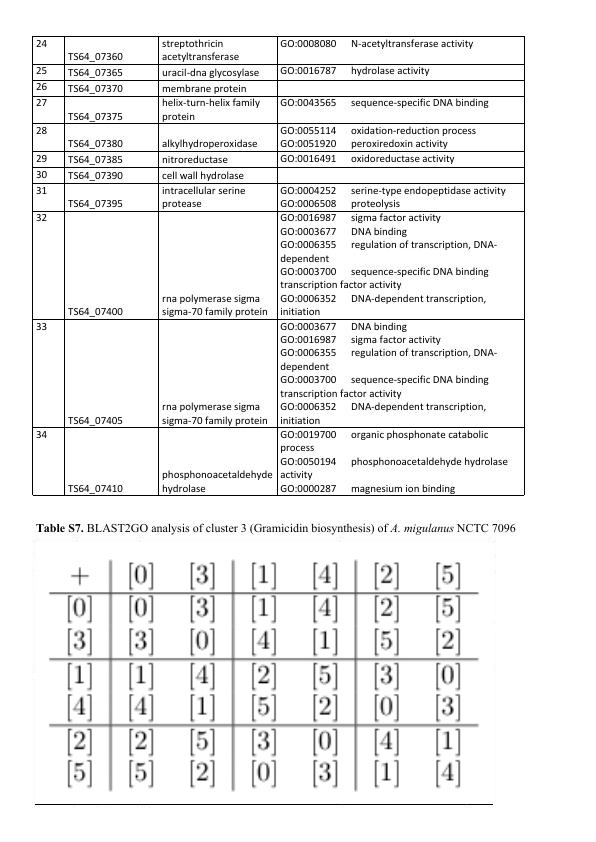 24 TS64_07360 streptothricin acetyltransferase GO:0008080 N-acetyltransferase activity
25 TS64_07365 uracil-dna glycosylase GO:0016787 hydrolase activity
26 TS64_07370 membrane protein
27 TS64_07375 helix-turn-helix family protein GO:0043565 sequence-specific DNA binding
28 TS64_07380 alkylhydroperoxidase GO:0055114 oxidation-reduction process
GO:0051920 peroxiredoxin activity
29 TS64_07385 nitroreductase GO:0016491 oxidoreductase activity
30 TS64_07390 cell wall hydrolase
31 TS64_07395 intracellular serine protease GO:0004252 serine-type endopeptidase activity
GO:0006508 proteolysis
32 TS64_07400 rna polymerase sigma sigma-70 family protein GO:0016987 sigma factor activity
GO:0003677 DNA binding
GO:0006355 regulation of transcription, DNA-
dependent
GO:0003700 sequence-specific DNA binding
transcription factor activity
GO:0006352 DNA-dependent transcription,
initiation
33 TS64_07405 rna polymerase sigma sigma-70 family protein GO:0003677 DNA binding
GO:0016987 sigma factor activity
GO:0006355 regulation of transcription, DNA-
dependent
GO:0003700 sequence-specific DNA binding
transcription factor activity
GO:0006352 DNA-dependent transcription,
initiation
34 TS64_07410 phosphonoacetaldehyde hydrolase GO:0019700 organic phosphonate catabolic
process
GO:0050194 phosphonoacetaldehyde hydrolase
activity
GO:0000287 magnesium ion binding
Table S7. BLAST2GO analysis of cluster 3 (Gramicidin biosynthesis) of A. migulanus NCTC 7096
+ [0] [3] [1] [4] [2] [5]
[0] [0] [3] [1] [4] [2] [5]
[3] [3] [0] [4] [1] [5] [2]
[1] [1] [4] [2] [5] [3] [0]
[4] [4] [1] [5] [2] [0] [3]
[2] [2] [5] [3] [0] [4] [1]
[5] [5] [2] [0] [3] [1] [4]